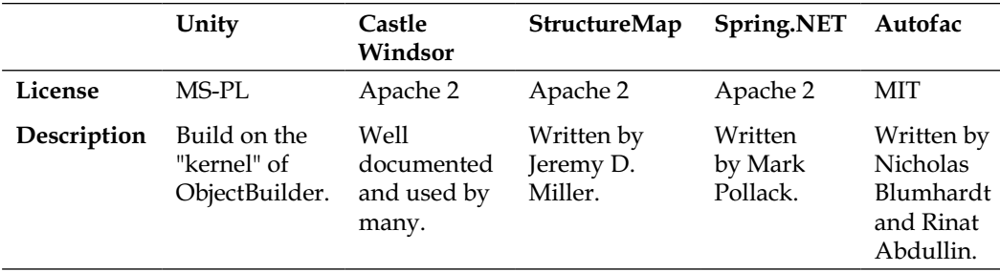 Unity Castle Windsor StructureMap Spring.NET Autofac
License MS-PL Apache 2 Apache 2 Apache 2 MIT
Description Build on the "kernel" of ObjectBuilder. Well documented and used by many. Written by Jeremy D. Miller. Written by Mark Pollack. Written by Nicholas Blumhardt and Rinat Abdullin.